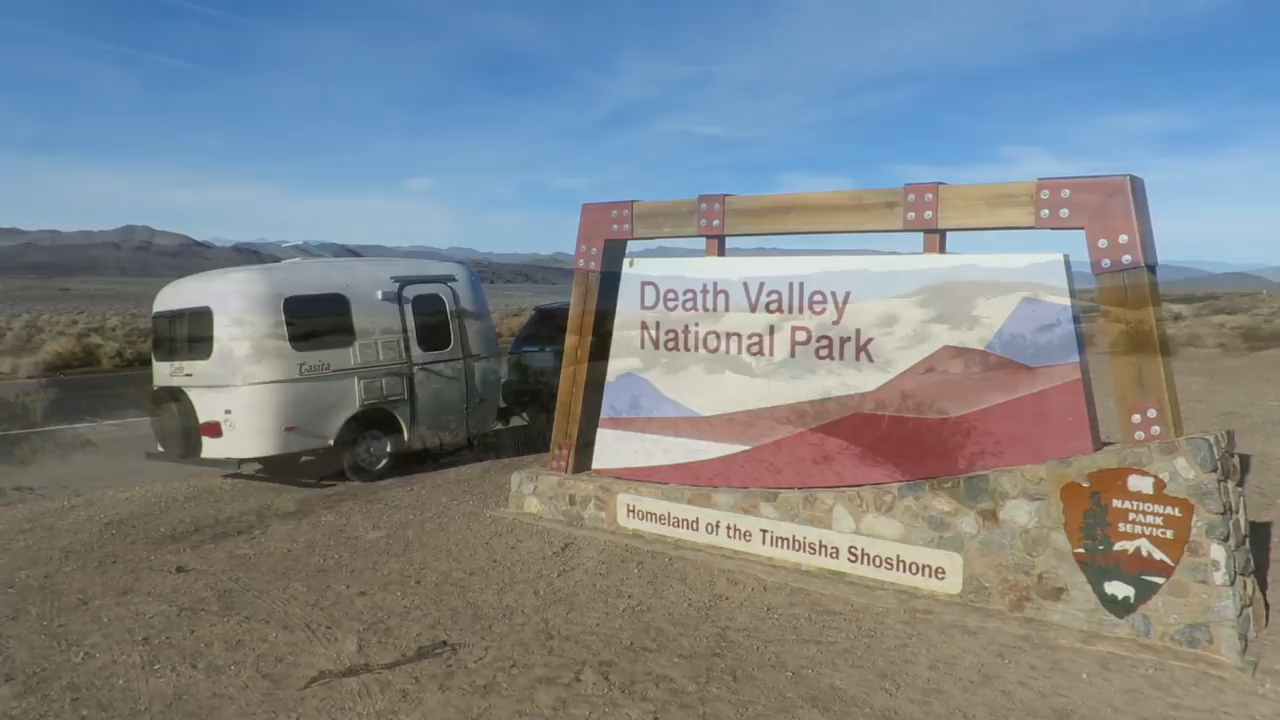 Death Valley
National Park
Homeland of the Timbisha Shoshone
NATIONAL
PARK
SERVICE
Casita